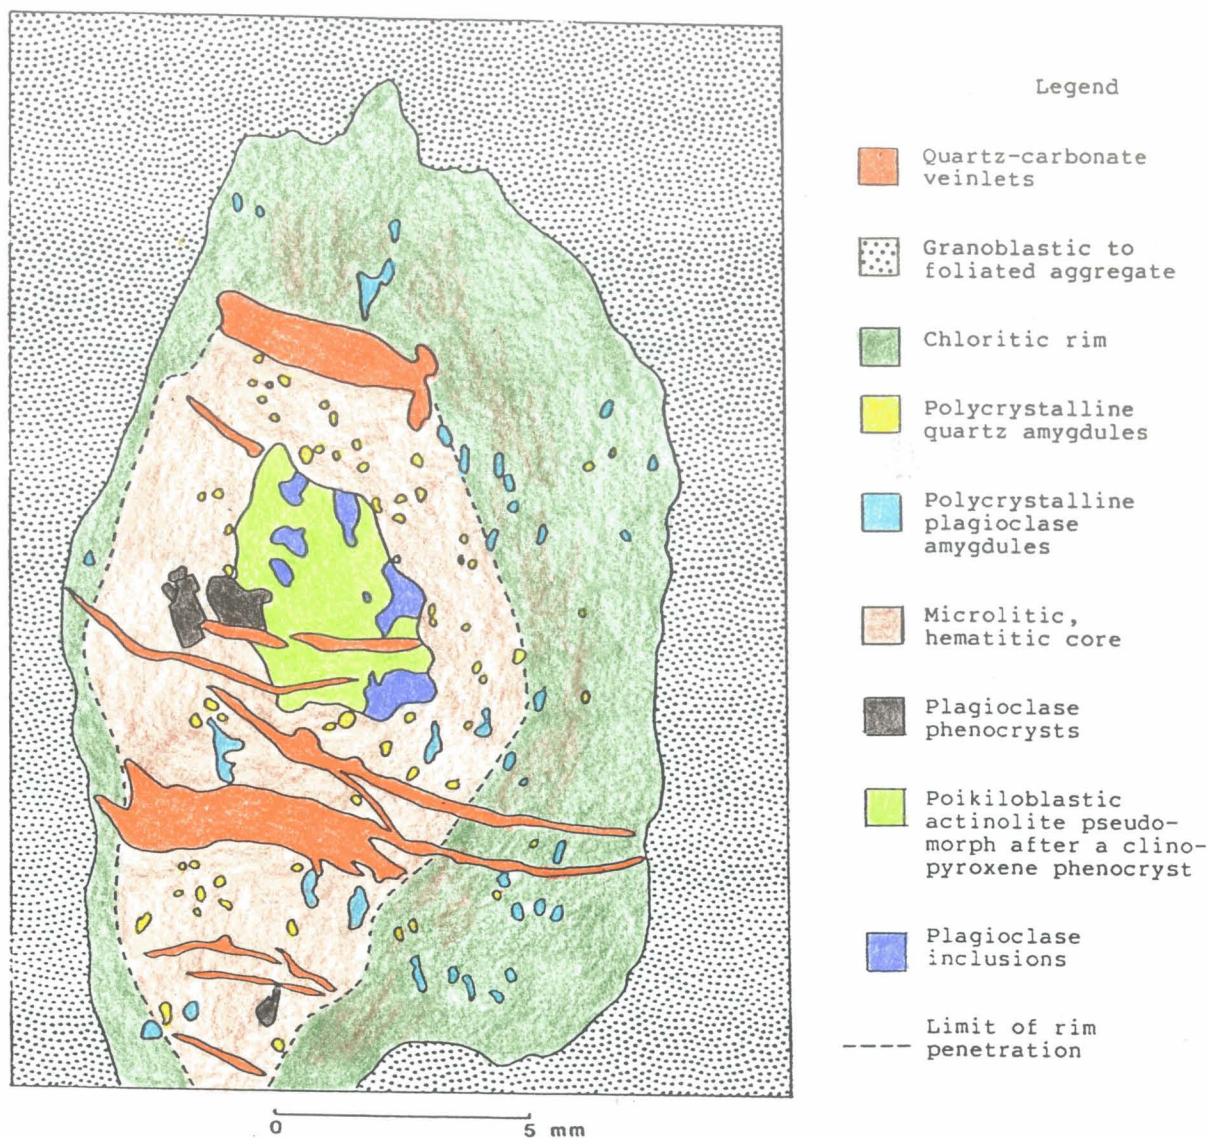 Legend
Quartz-carbonate
veinlets
Granoblastic to
foliated aggregate
Chloritic rim
Polycrystalline
quartz amygdules
Polycrystalline
plagioclase
amygdules
Microlitic,
hematitic core
Plagioclase
phenocrysts
Poikiloblastic
actinolite pseudo-
morph after a clino-
pyroxene phenocryst
Plagioclase
inclusions
Limit of rim
penetration
0 5 mm